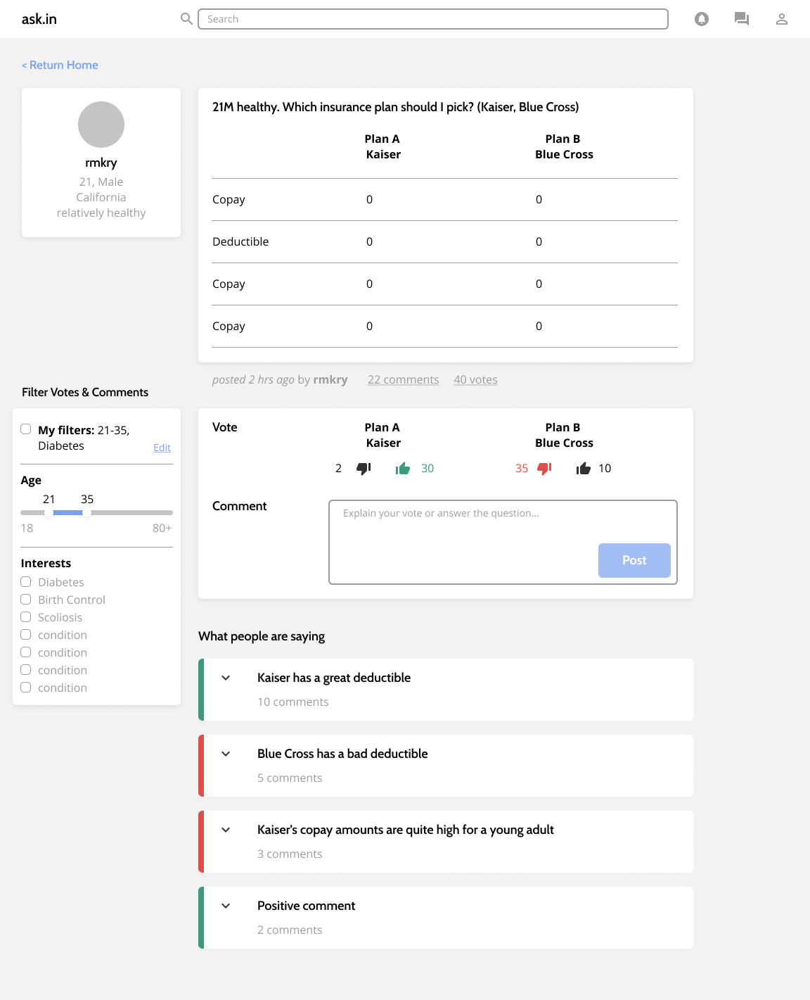 ask.in
Search
< Return Home
rmkry
21, Male
California
relatively healthy
21M healthy. Which insurance plan should I pick? (Kaiser, Blue Cross)
Plan A Plan B
Kaiser Blue Cross
Copay 0 0
Deductible 0 0
Copay 0 0
Copay 0 0
posted 2 hrs ago by rmkry 22 comments 40 votes
Filter Votes & Comments
My filters: 21-35,
Diabetes
Edit
Age
21 35
18 80+
Interests
Diabetes
Birth Control
Scoliosis
condition
condition
condition
condition
Vote Plan A Plan B
Kaiser Blue Cross
2 30 35 10
Comment
Explain your vote or answer the question...
Post
What people are saying
Kaiser has a great deductible
10 comments
Blue Cross has a bad deductible
5 comments
Kaiser’s copay amounts are quite high for a young adult
3 comments
Positive comment
2 comments